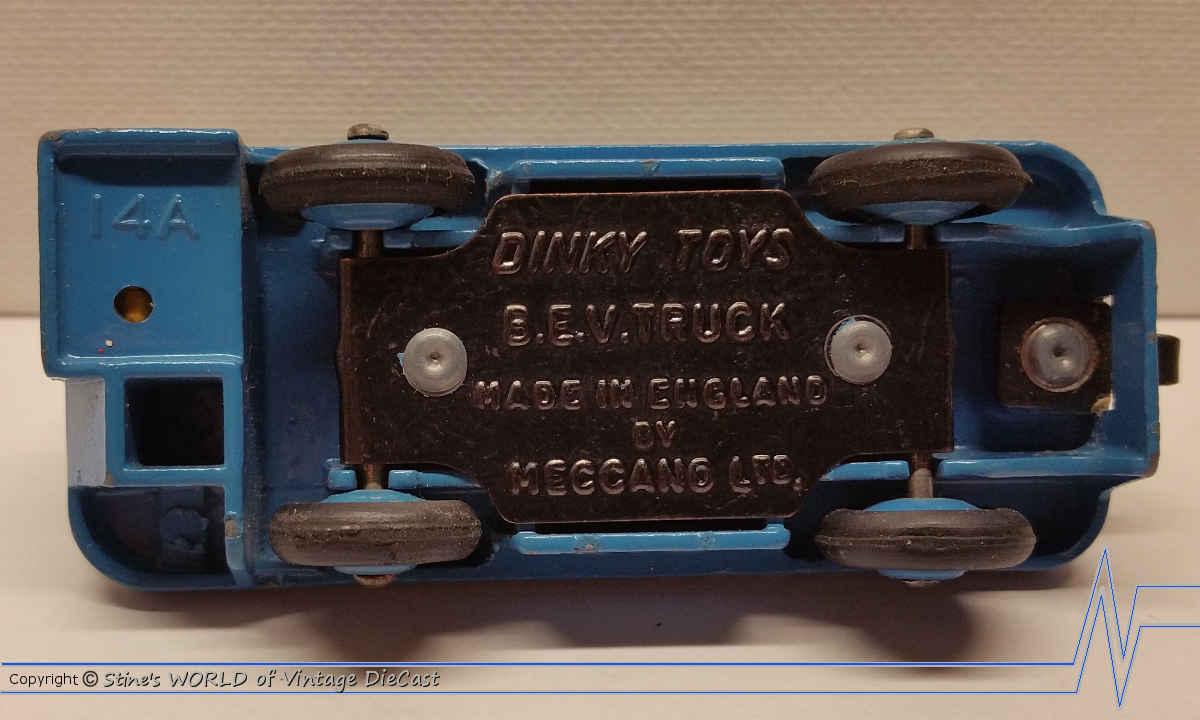 14A
DINKY TOYS
B.E.V. TRUCK
MADE IN ENGLAND
BY
MECCANO LTD.
Copyright © Stine's WORLD of Vintage DieCast